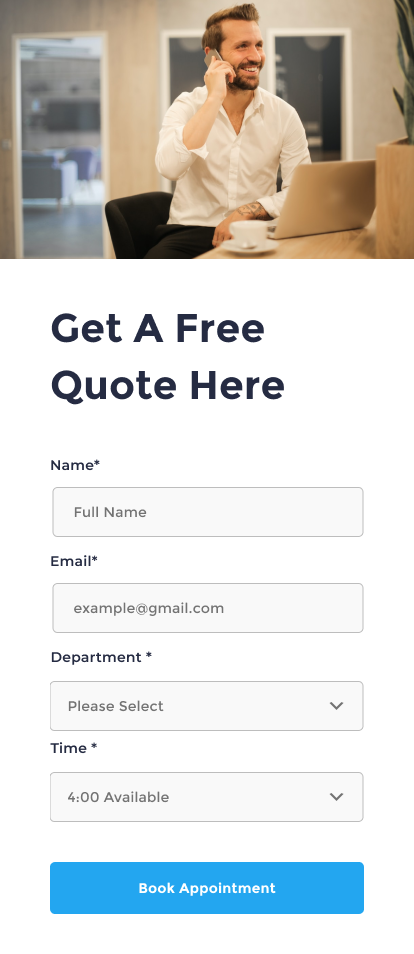 Get A Free
Quote Here
Name*
Full Name
Email*
example@gmail.com
Department *
Please Select
Time *
4:00 Available
Book Appointment